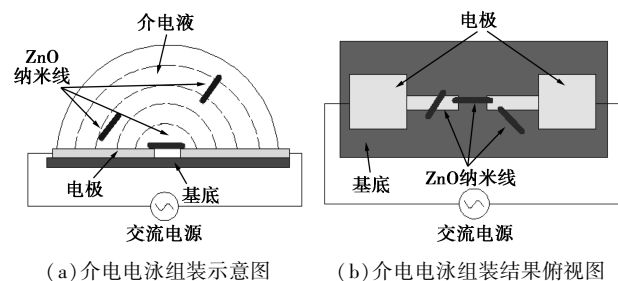 介电液
ZnO
纳米线
电极
基底
交流电源
(a)介电电泳组装示意图
电极
基底
ZnO纳米线
交流电源
(b)介电电泳组装结果俯视图